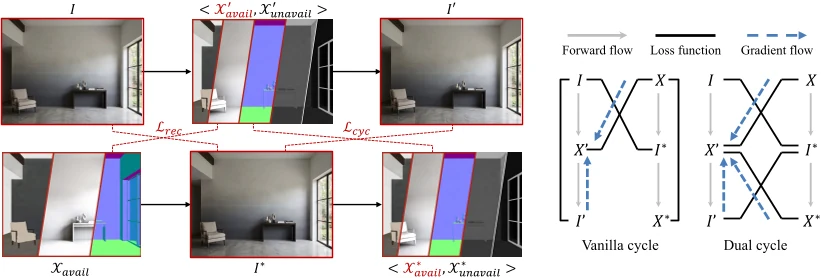 I
< 𝒳'avail, 𝒳'unavail >
I'
ℒrec
ℒcyc
𝒳avail
I*
< 𝒳*avail, 𝒳*unavail >
Forward flow
Loss function
Gradient flow
I X
X' I*
I' X*
Vanilla cycle
I X
X' I*
I' X*
Dual cycle